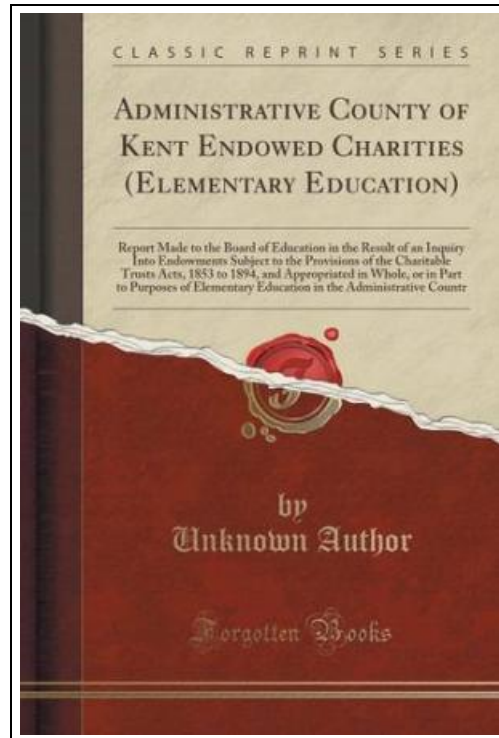 CLASSIC REPRINT SERIES
ADMINISTRATIVE COUNTY OF
KENT ENDOWED CHARITIES
(ELEMENTARY EDUCATION)
Report Made to the Board of Education in the Result of an Inquiry
Into Endowments Subject to the Provisions of the Charitable
Trusts Acts, 1853 to 1894, and Appropriated in Whole, or in Part
to Purposes of Elementary Education in the Administrative Countr
by
Unknown Author
Forgotten Books